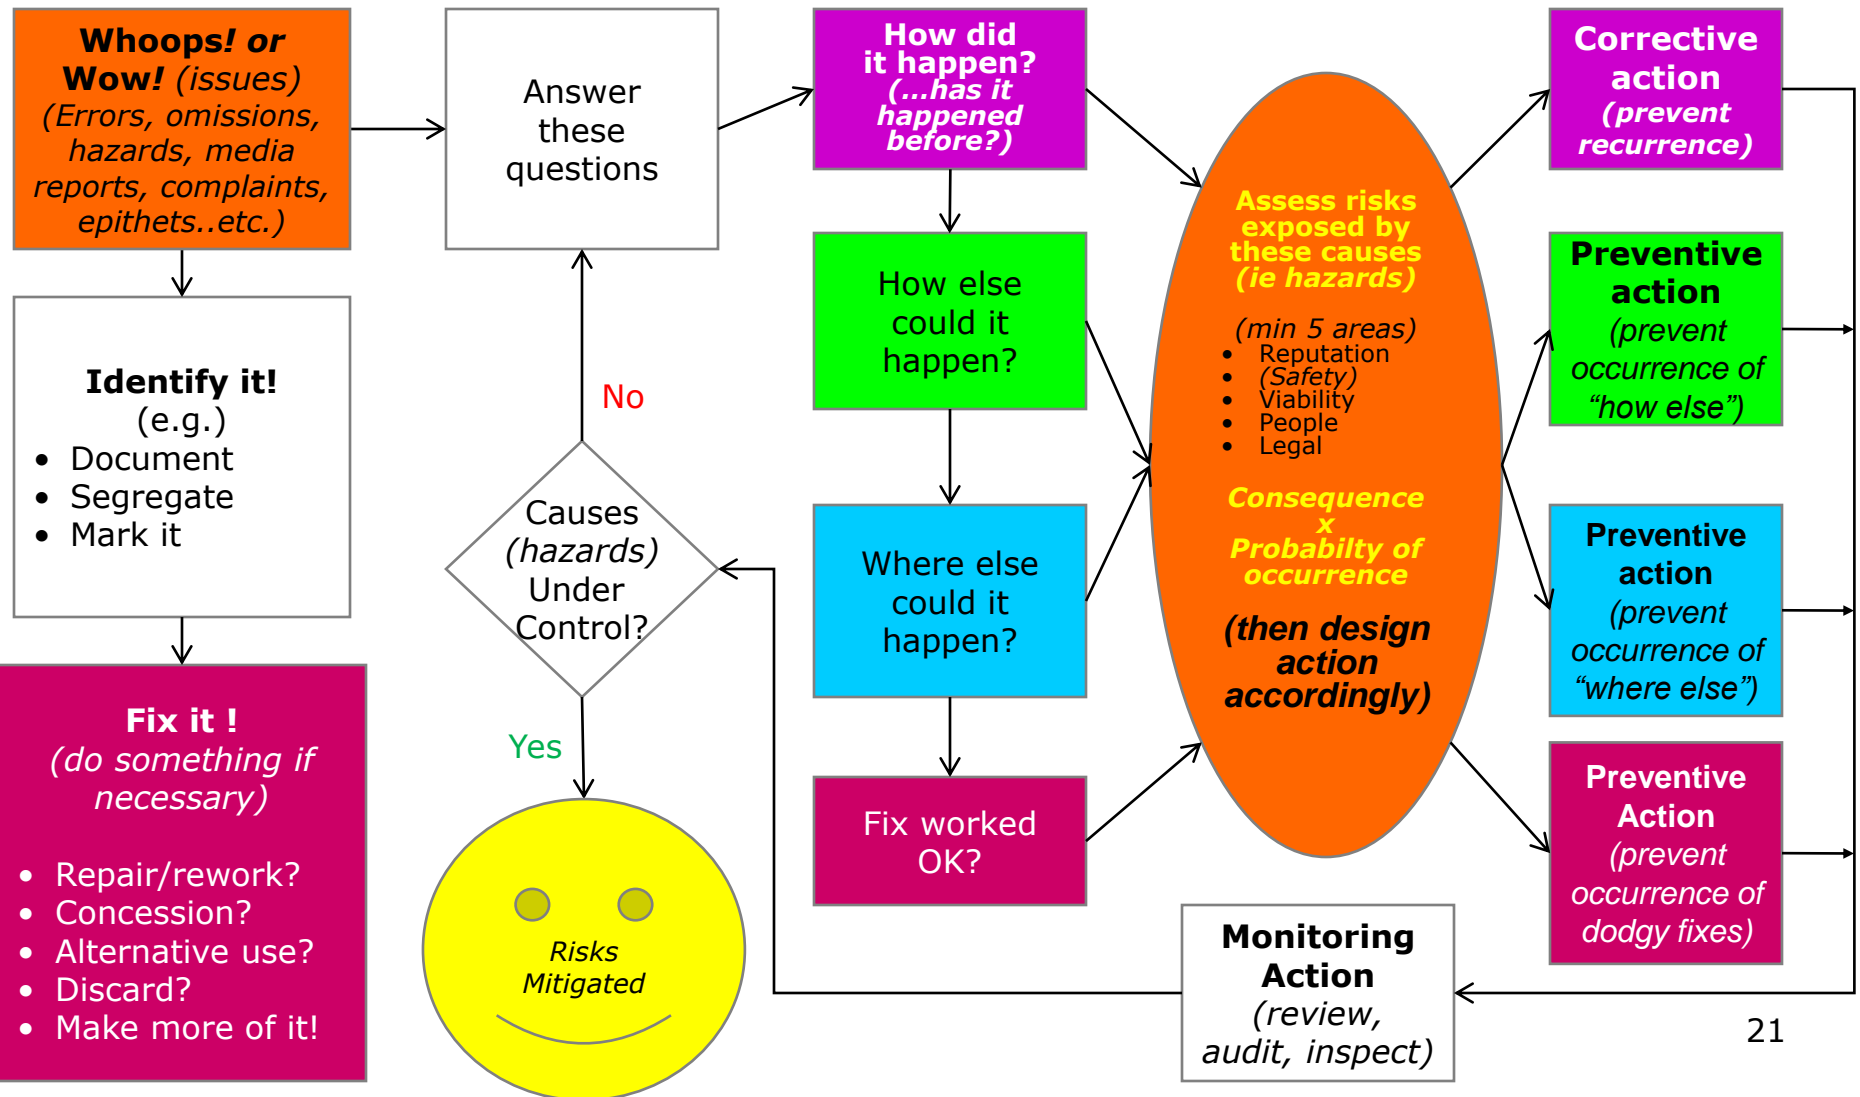 Whoops! or
Wow! (issues)
(Errors, omissions,
hazards, media
reports, complaints,
epithets..etc.)
Identify it!
(e.g.)
• Document
• Segregate
• Mark it
Fix it !
(do something if
necessary)
• Repair/rework?
• Concession?
• Alternative use?
• Discard?
• Make more of it!
Answer
these
questions
No
Causes
(hazards)
Under
Control?
Yes
Risks
Mitigated
How did
it happen?
(...has it
happened
before?)
How else
could it
happen?
Where else
could it
happen?
Fix worked
OK?
Assess risks
exposed by
these causes
(ie hazards)
(min 5 areas)
• Reputation
• (Safety)
• Viability
• People
• Legal
Consequence
x
Probabilty of
occurrence
(then design
action
accordingly)
Corrective
action
(prevent
recurrence)
Preventive
action
(prevent
occurrence of
“how else”)
Preventive
action
(prevent
occurrence of
“where else”)
Preventive
Action
(prevent
occurrence of
dodgy fixes)
Monitoring
Action
(review,
audit, inspect)
21